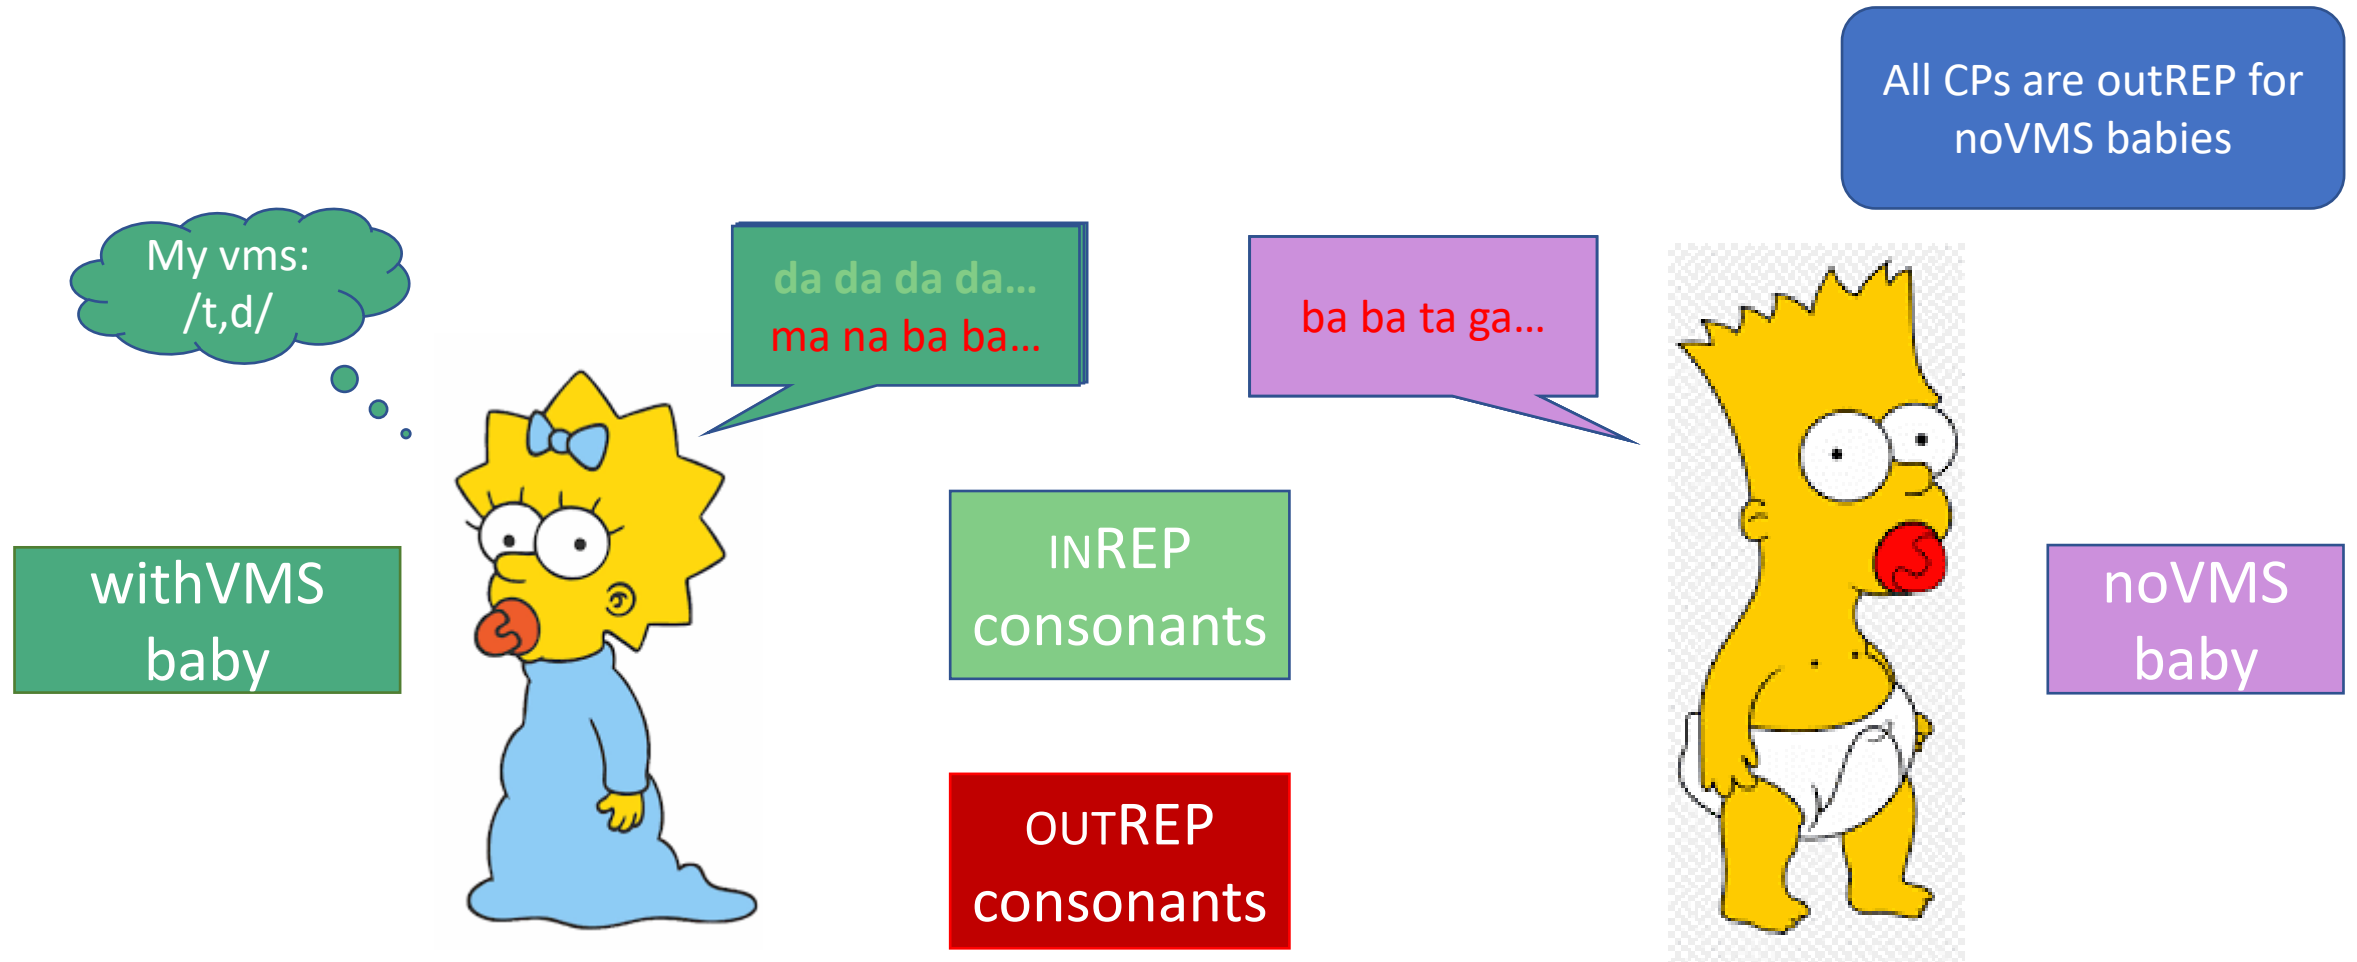 All CPs are outREP for
noVMS babies
My vms:
/t,d/
da da da da...
ma na ba ba...
ba ba ta ga...
withVMS
baby
INREP
consonants
OUTREP
consonants
noVMS
baby